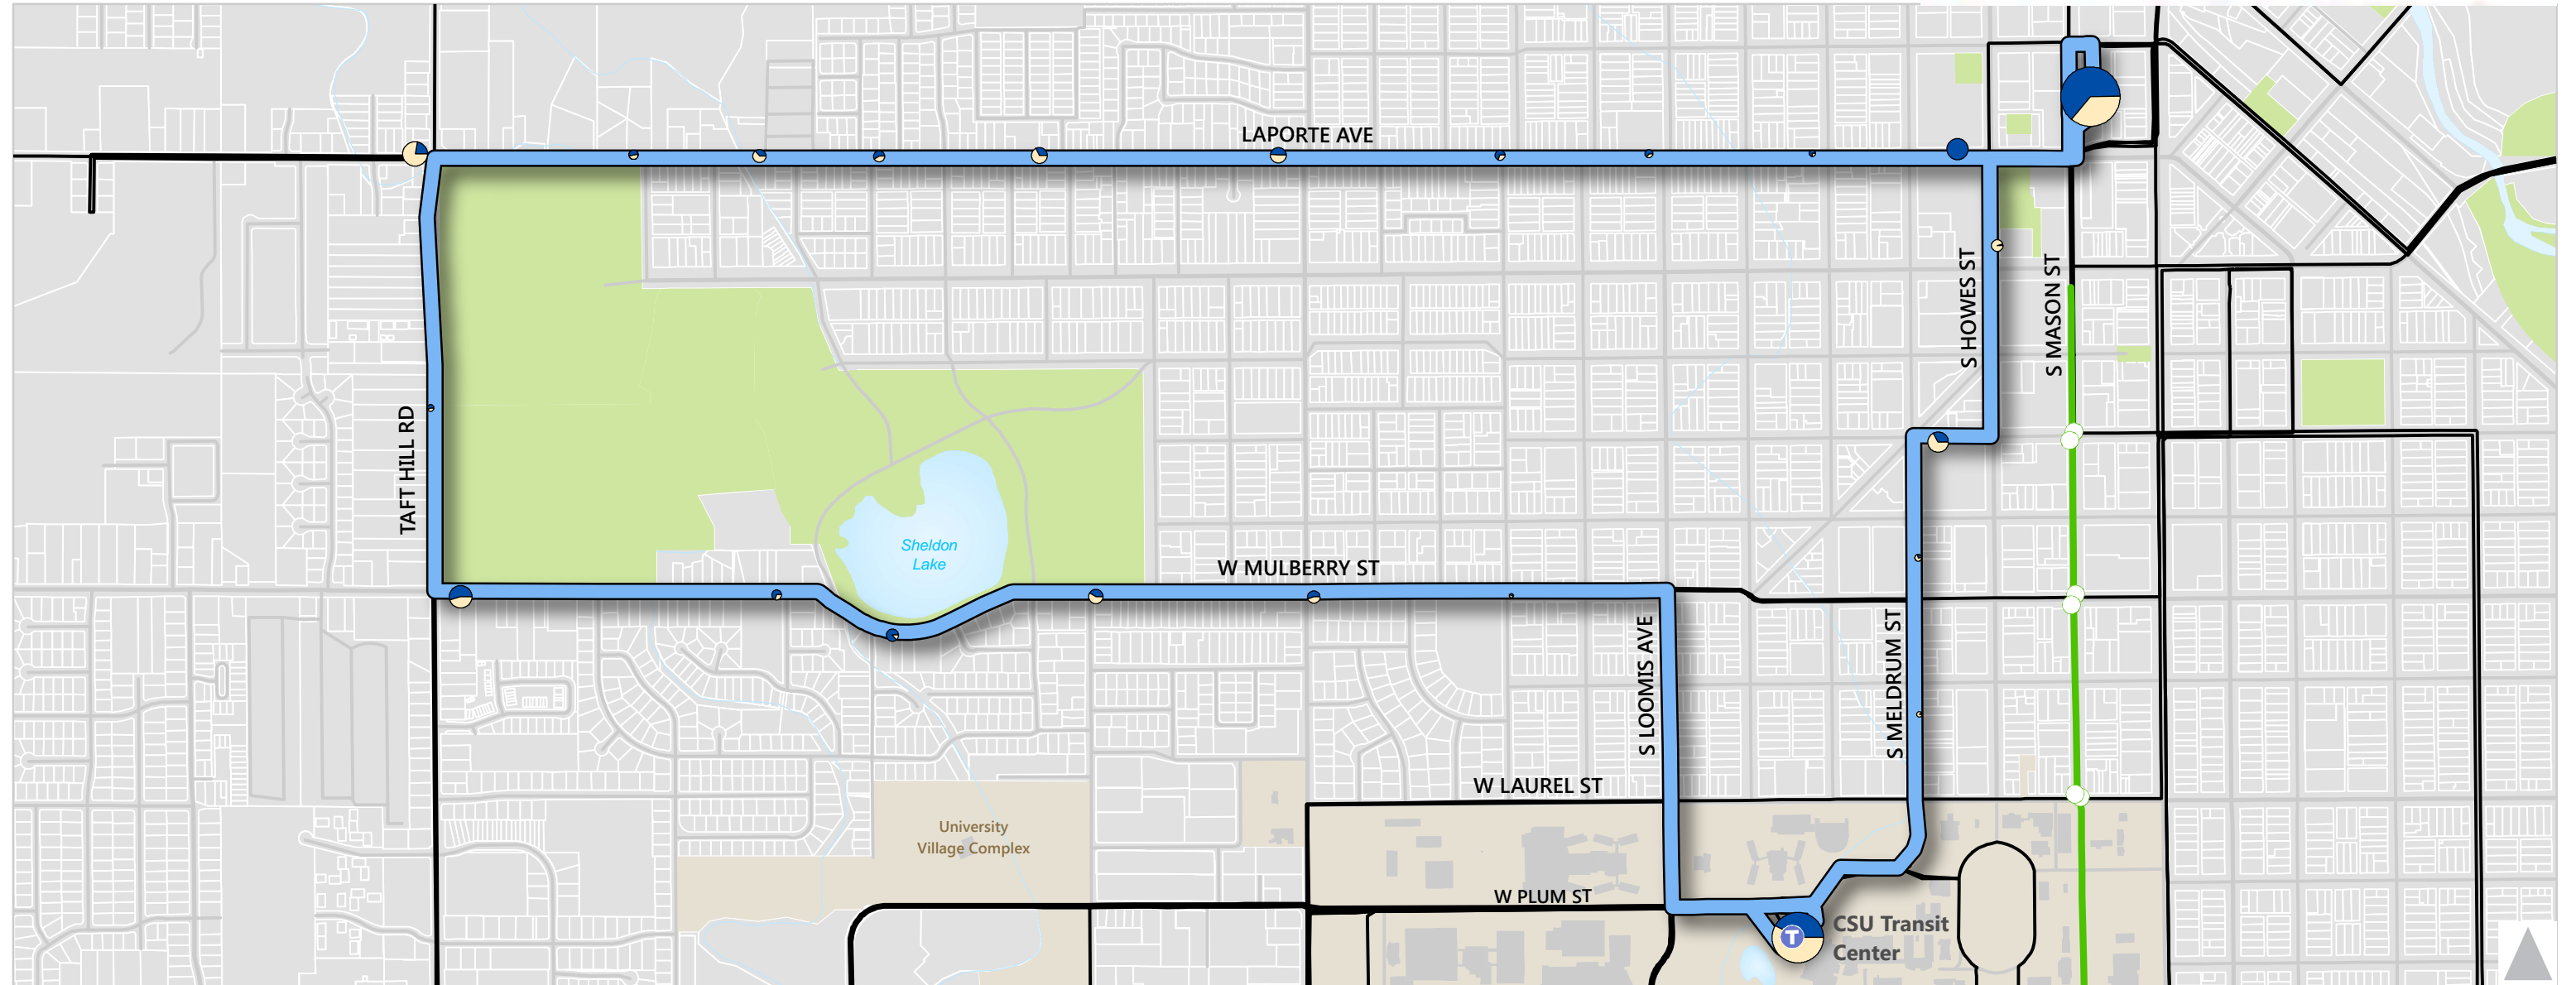 LAPORTE AVE
S HOWES ST
S MASON ST
TAFT HILL RD
Sheldon
Lake
W MULBERRY ST
S LOOMIS AVE
S MELDRUM ST
W LAUREL ST
University
Village Complex
W PLUM ST
T
CSU Transit
Center